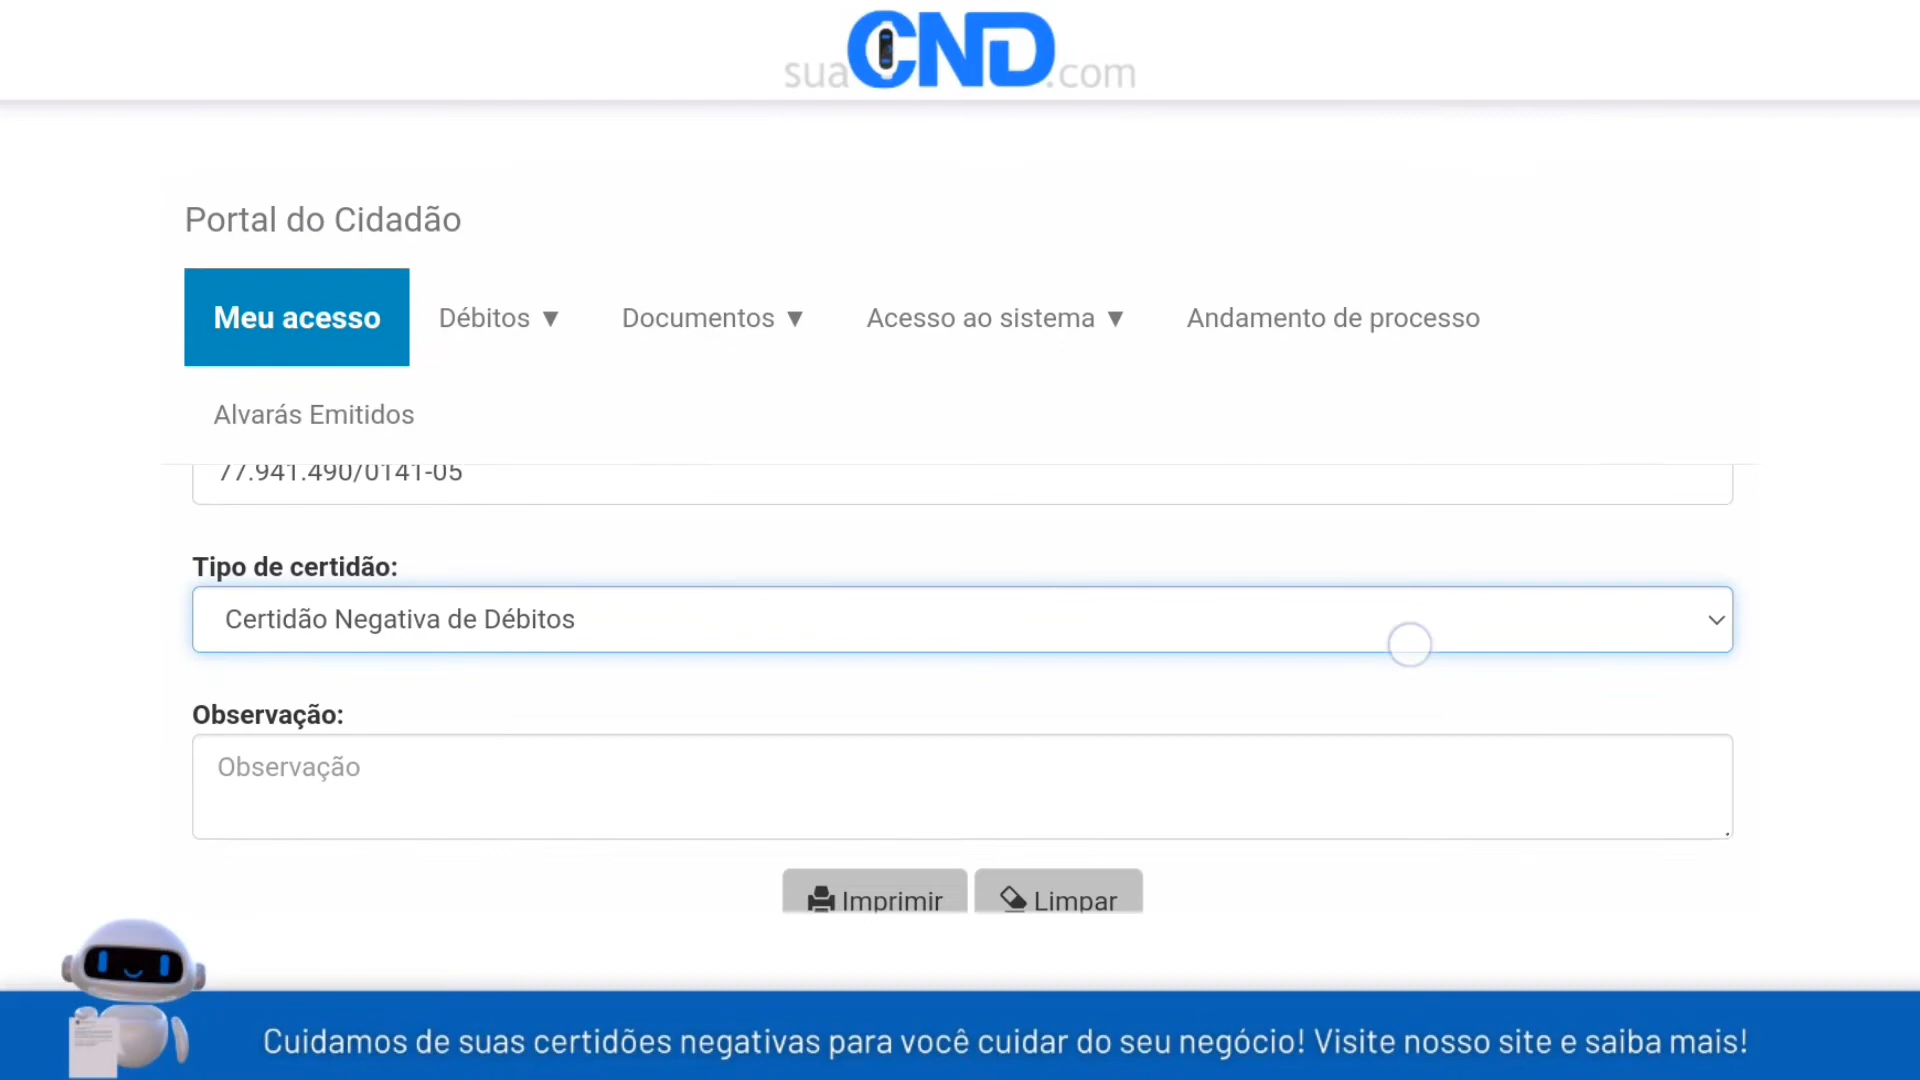 suaCND.com
Portal do Cidadão
Meu acesso
Débitos ▼
Documentos ▼
Acesso ao sistema ▼
Andamento de processo
Alvarás Emitidos
77.941.490/0141-05
Tipo de certidão:
Certidão Negativa de Débitos
Observação:
Observação
Imprimir
Limpar
Cuidamos de suas certidões negativas para você cuidar do seu negócio! Visite nosso site e saiba mais!